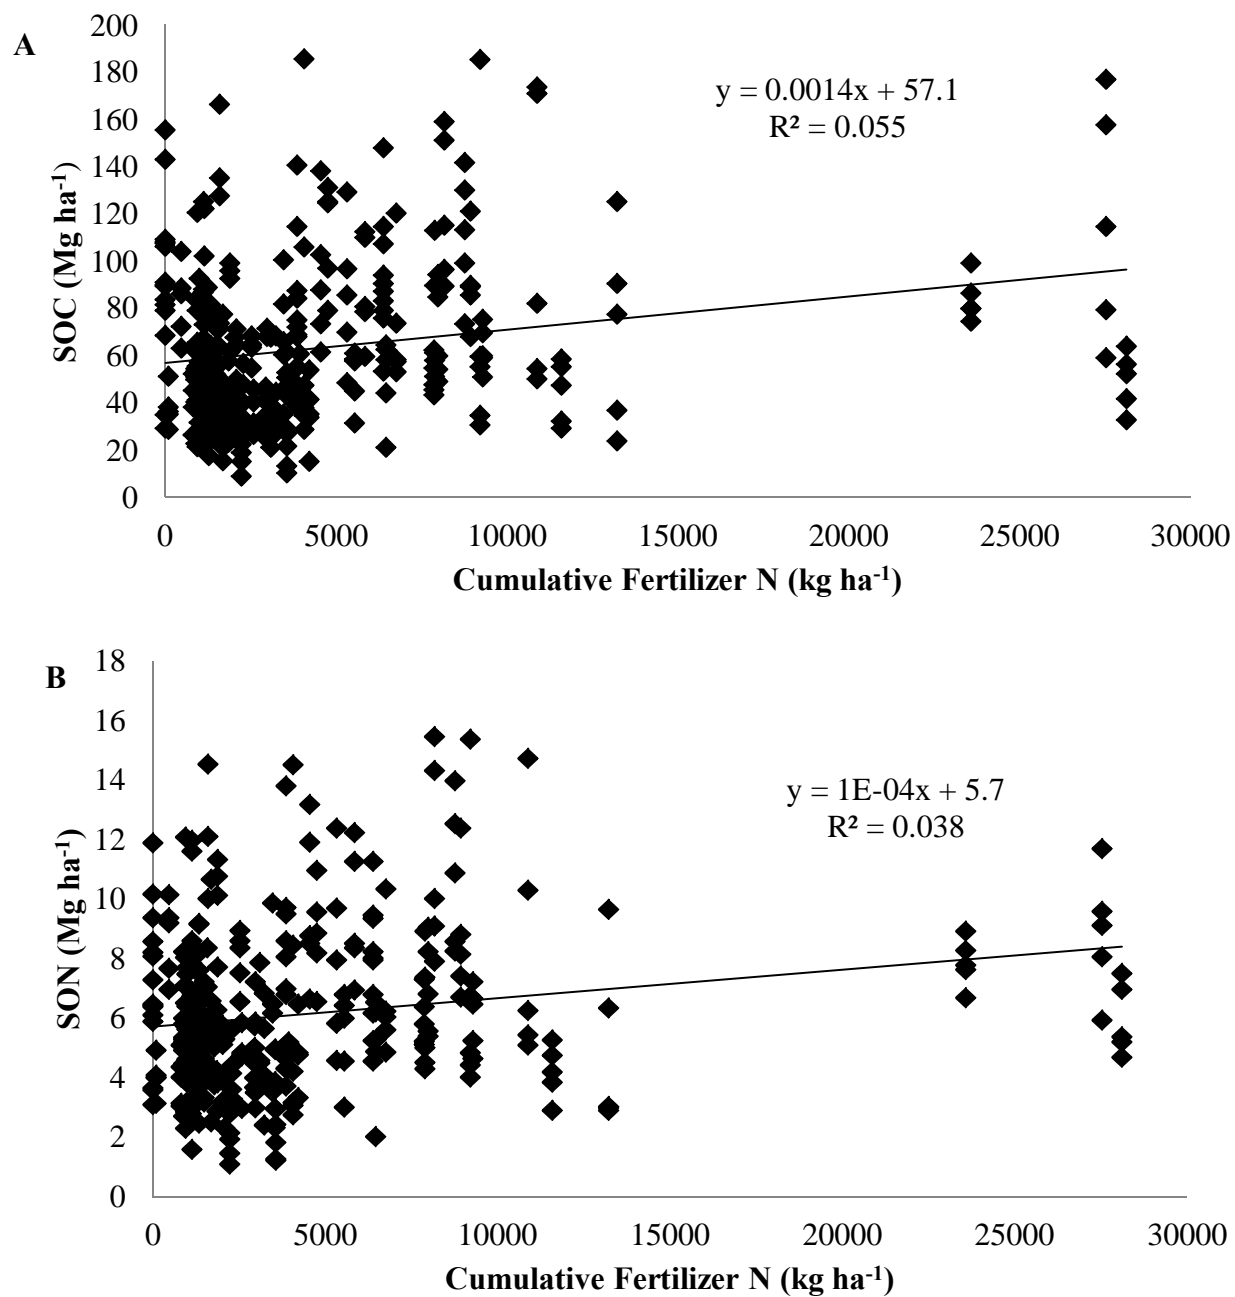 A
200
180
160
140
120
100
80
60
40
20
0
SOC (Mg ha⁻¹)
y = 0.0014x + 57.1
R² = 0.055
0 5000 10000 15000 20000 25000 30000
Cumulative Fertilizer N (kg ha⁻¹)
B
18
16
14
12
10
8
6
4
2
0
SON (Mg ha⁻¹)
y = 1E-04x + 5.7
R² = 0.038
0 5000 10000 15000 20000 25000 30000
Cumulative Fertilizer N (kg ha⁻¹)